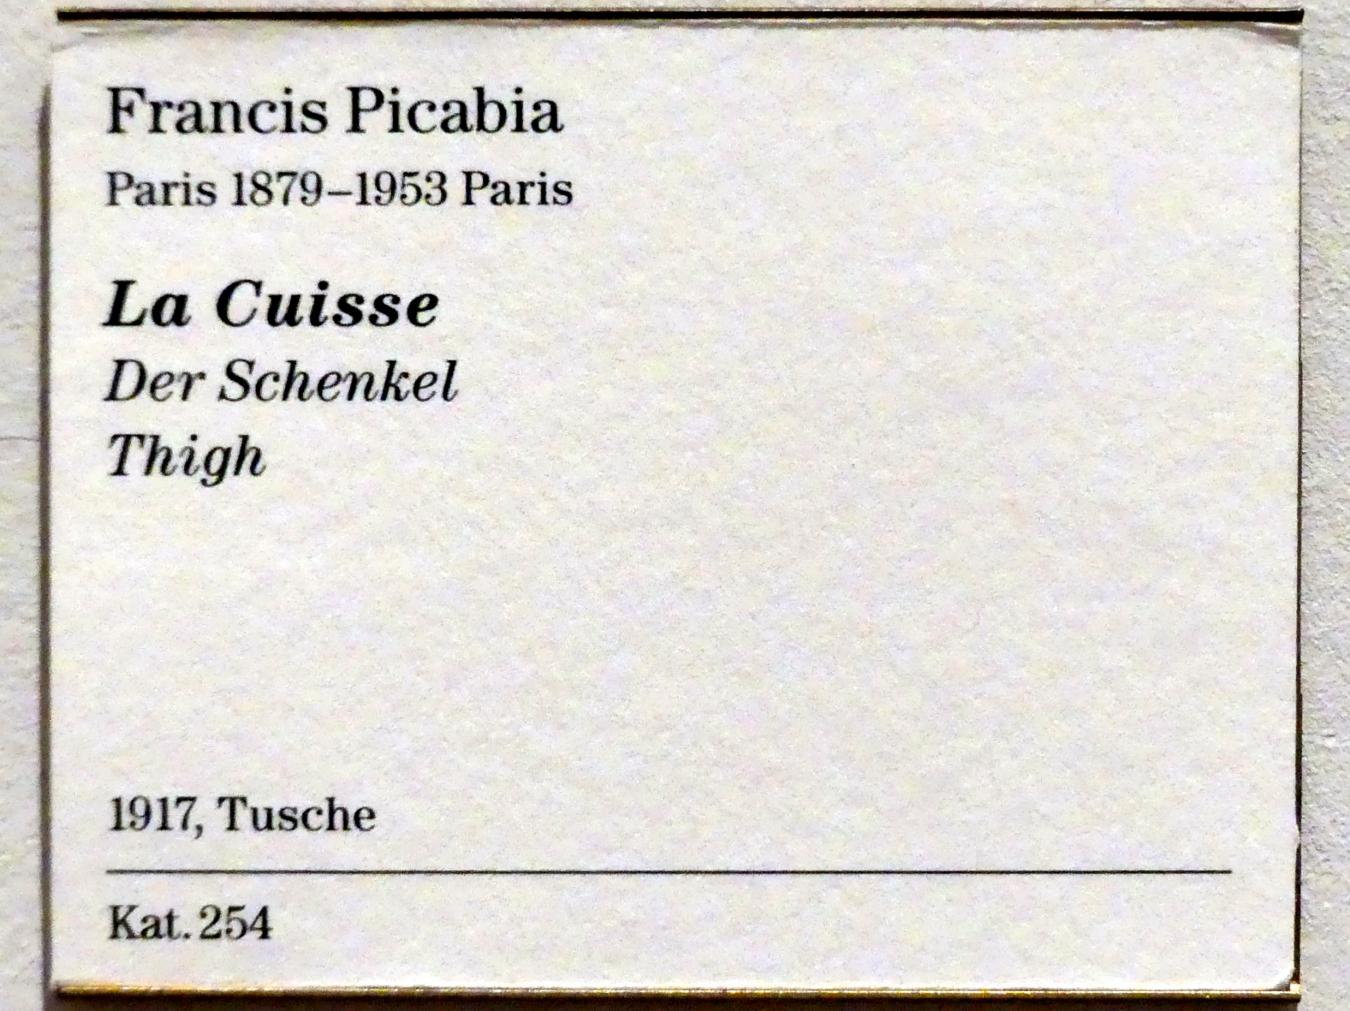 Francis Picabia
Paris 1879–1953 Paris
La Cuisse
Der Schenkel
Thigh
1917, Tusche
Kat. 254